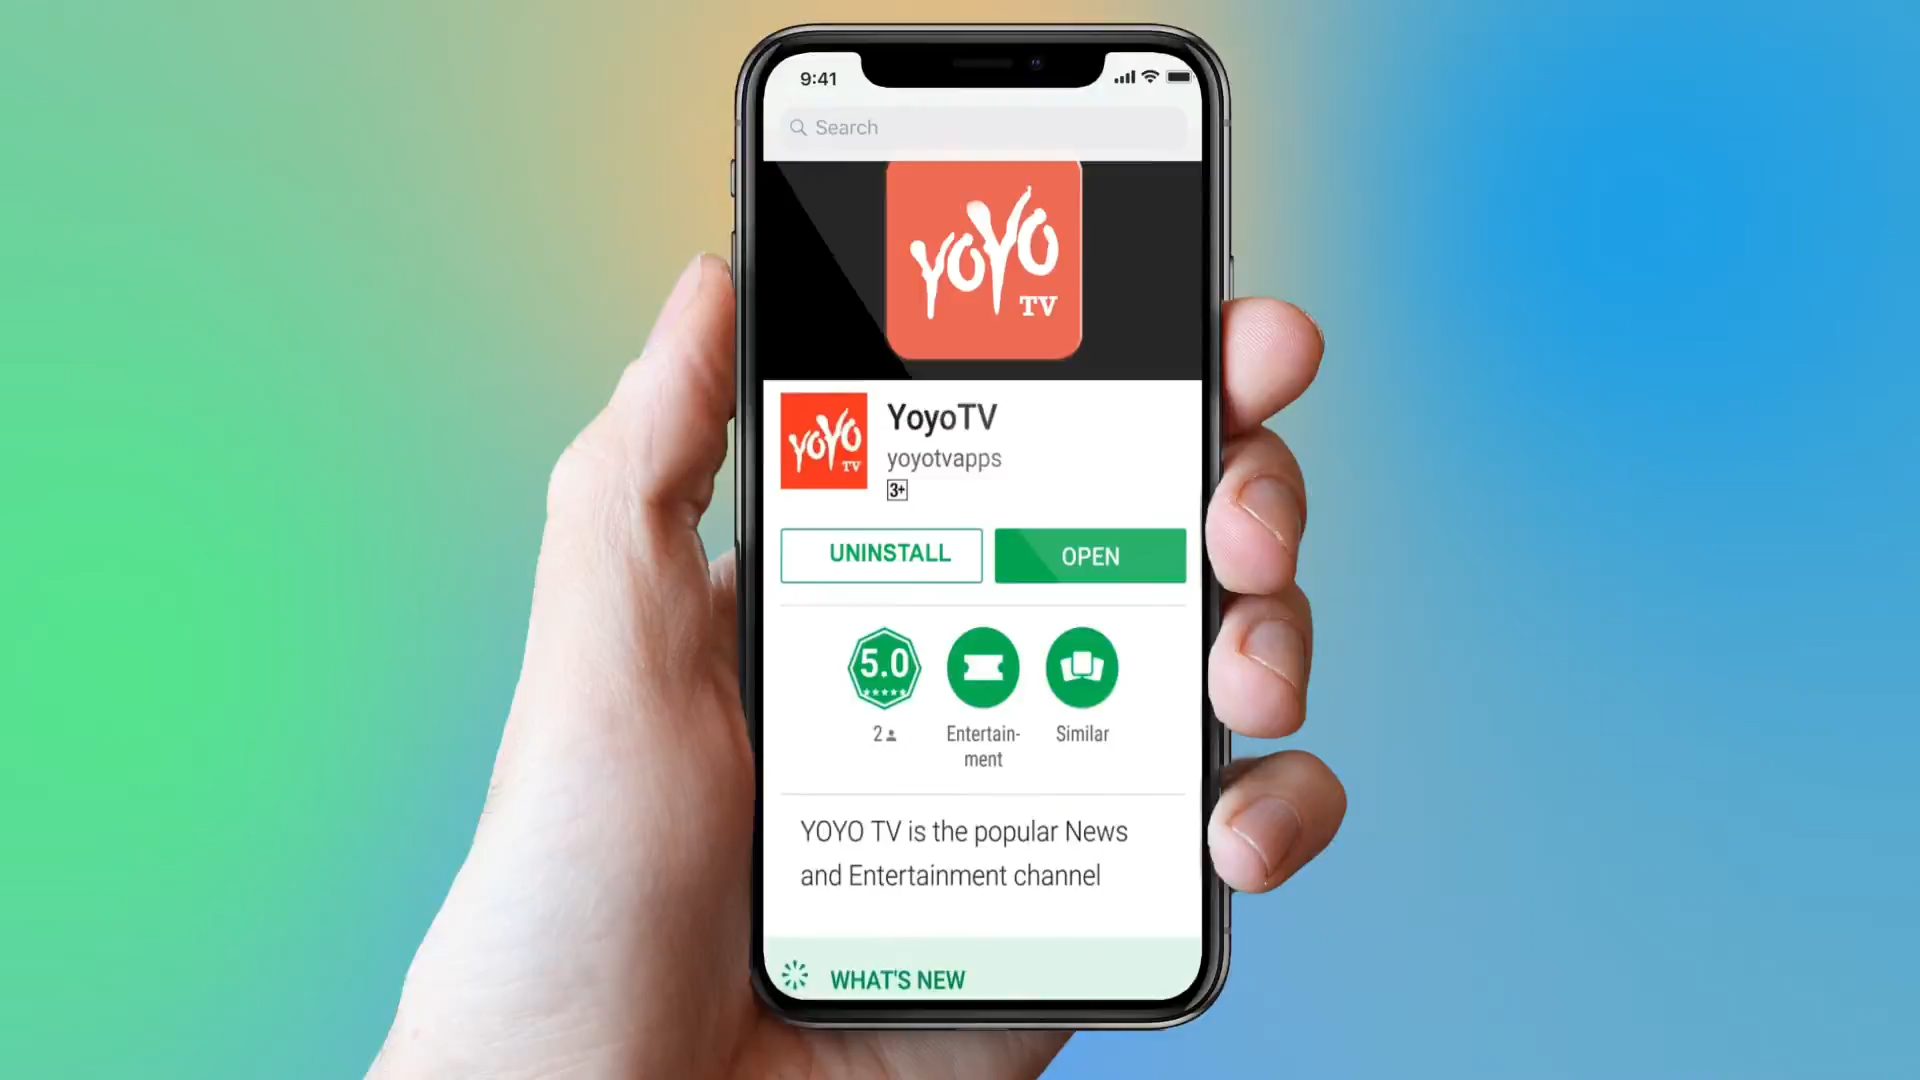 9:41
Search
YOYO
TV
YOYO
TV
YoyoTV
yoyotvapps
3+
UNINSTALL
OPEN
5.0
2
Entertain-
ment
Similar
YOYO TV is the popular News
and Entertainment channel
WHAT'S NEW